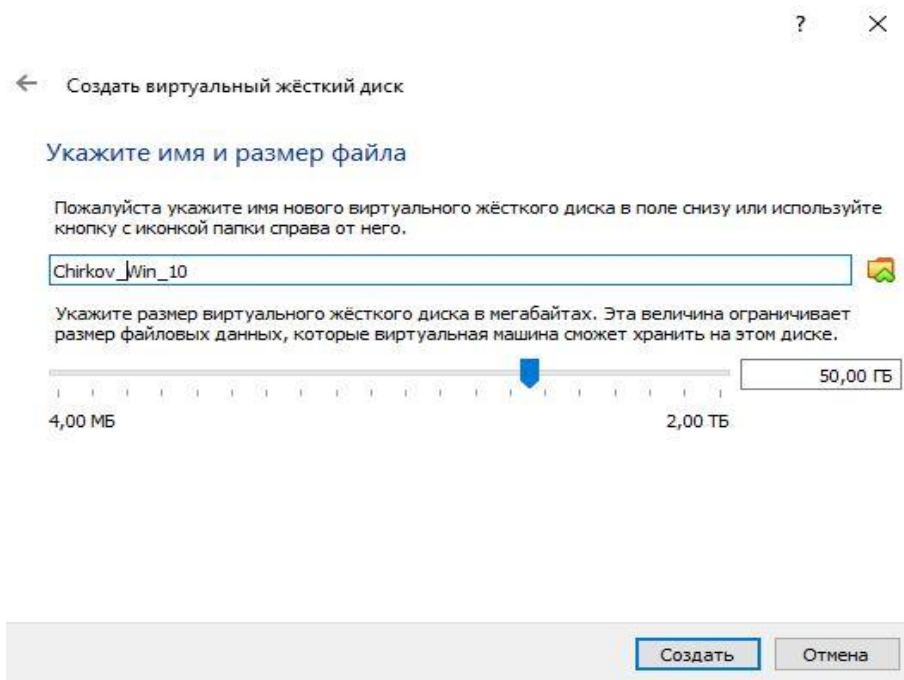 ?
Создать виртуальный жёсткий диск
Укажите имя и размер файла
Пожалуйста укажите имя нового виртуального жёсткого диска в поле снизу или используйте
кнопку с иконкой папки справа от него.
Chirkov_Win_10
Укажите размер виртуального жёсткого диска в мегабайтах. Эта величина ограничивает
размер файловых данных, которые виртуальная машина сможет хранить на этом диске.
50,00 ГБ
4,00 МБ 2,00 ТБ
Создать Отмена